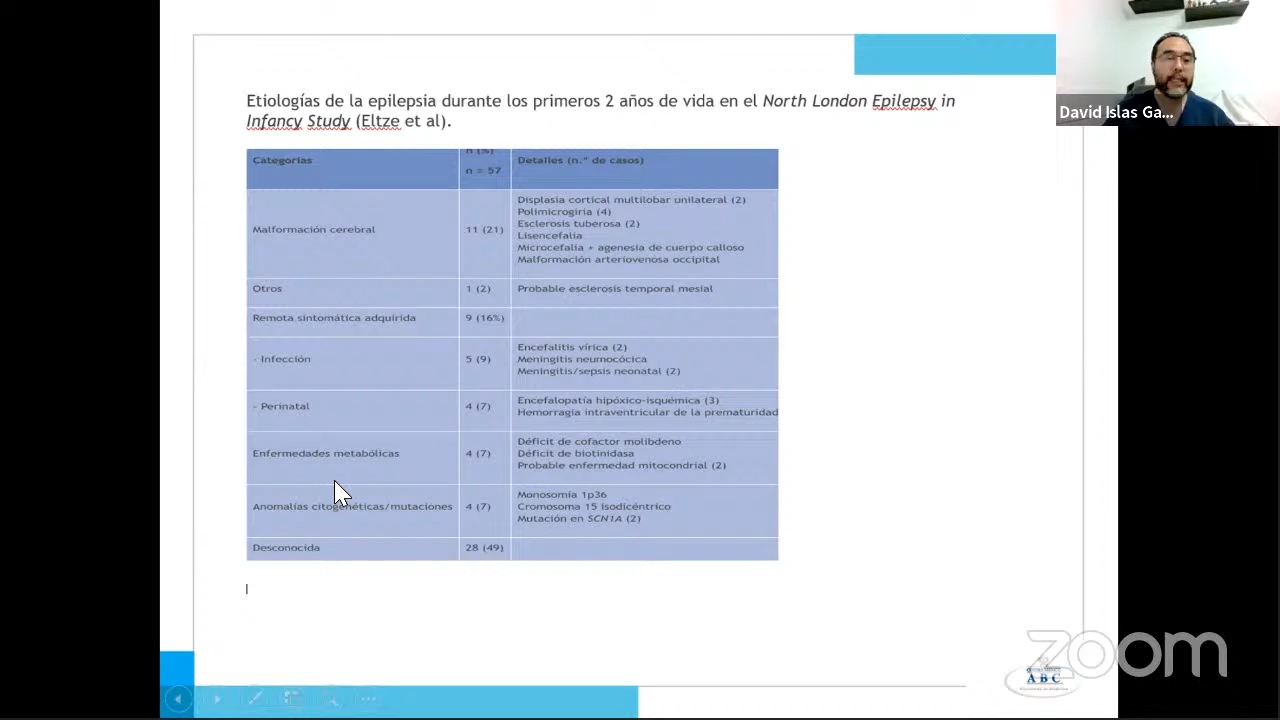 Etiologías de la epilepsia durante los primeros 2 años de vida en el North London Epilepsy in
Infancy Study (Eltze et al).
David Islas Ga...
Categorías
n (%)
n = 57
Detalles (n.º de casos)
Malformación cerebral
11 (21)
Displasia cortical multilobar unilateral (2)
Polimicrogiria (4)
Esclerosis tuberosa (2)
Lisencefalia
Microcefalia + agenesia de cuerpo calloso
Malformación arteriovenosa occipital
Otros
1 (2)
Probable esclerosis temporal mesial
Remota sintomática adquirida
9 (16%)
- Infección
5 (9)
Encefalitis vírica (2)
Meningitis neumocócica
Meningitis/sepsis neonatal (2)
- Perinatal
4 (7)
Encefalopatía hipóxico-isquémica (3)
Hemorragia intraventricular de la prematuridad
Enfermedades metabólicas
4 (7)
Déficit de cofactor molibdeno
Déficit de biotinidasa
Probable enfermedad mitocondrial (2)
Anomalías citogenéticas/mutaciones
4 (7)
Monosomía 1p36
Cromosoma 15 isodicéntrico
Mutación en SCN1A (2)
Desconocida
28 (49)
zoom
ABC